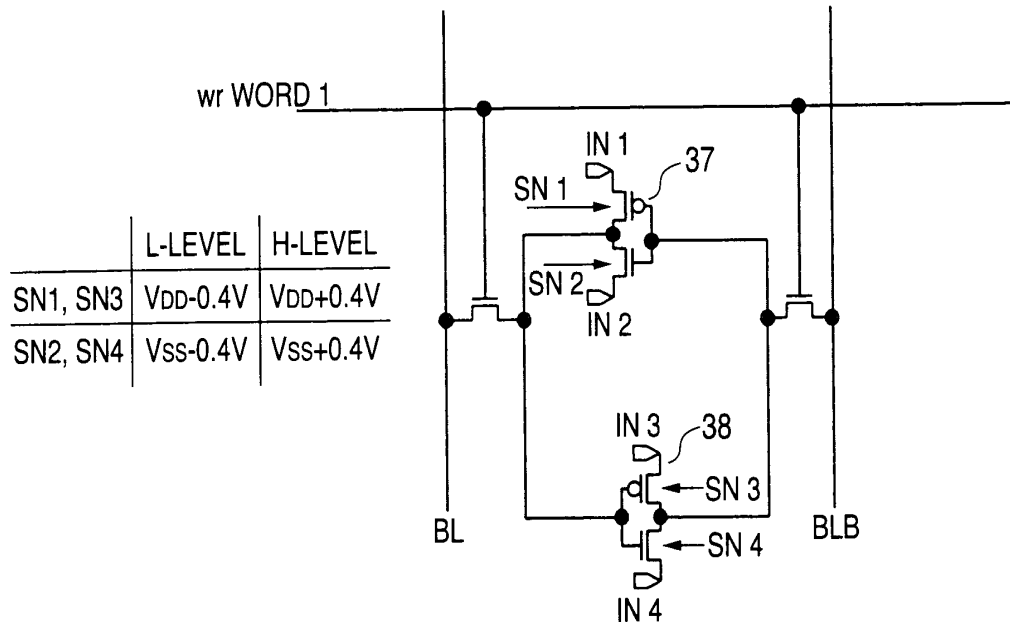 wr WORD 1
IN 1
37
SN 1
SN 2
IN 2
L-LEVEL H-LEVEL
SN1, SN3 VDD-0.4V VDD+0.4V
SN2, SN4 VSS-0.4V VSS+0.4V
IN 3
38
SN 3
SN 4
IN 4
BL
BLB